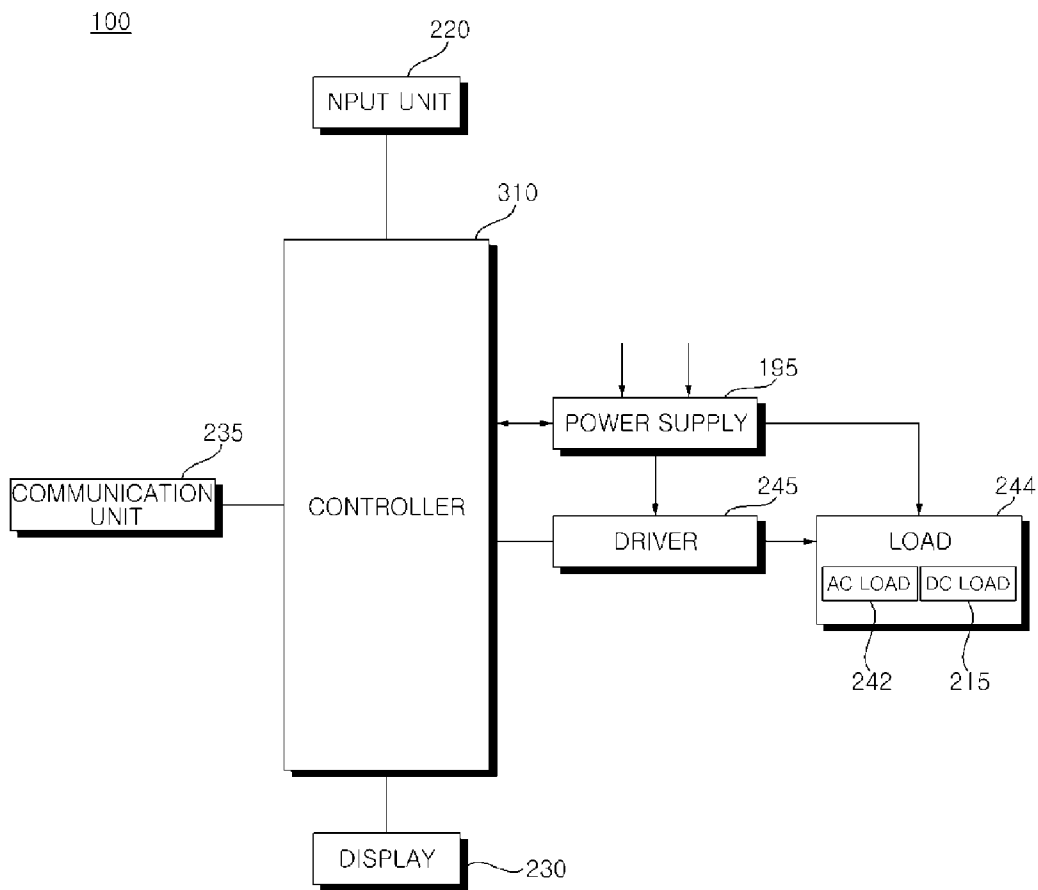 100
220
NPUT UNIT
310
195
POWER SUPPLY
235
COMMUNICATION
UNIT
CONTROLLER
245
DRIVER
244
LOAD
AC LOAD
DC LOAD
242
215
DISPLAY
230